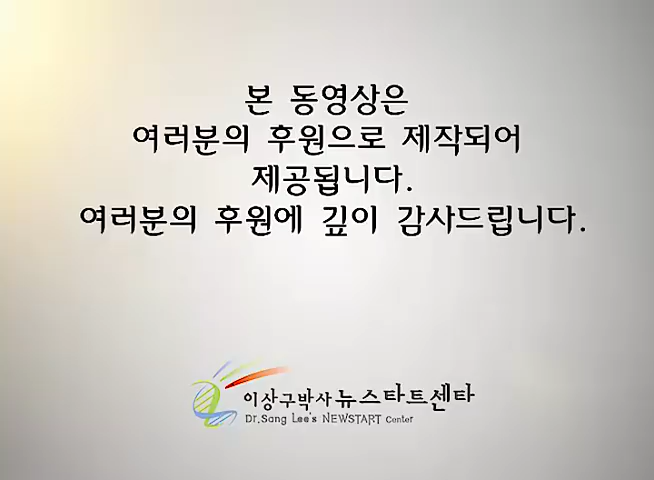 본 동영상은
여러분의 후원으로 제작되어
제공됩니다.
여러분의 후원에 깊이 감사드립니다.
이상구박사 뉴스타트센타
Dr.Sang Lee's NEWSTART Center